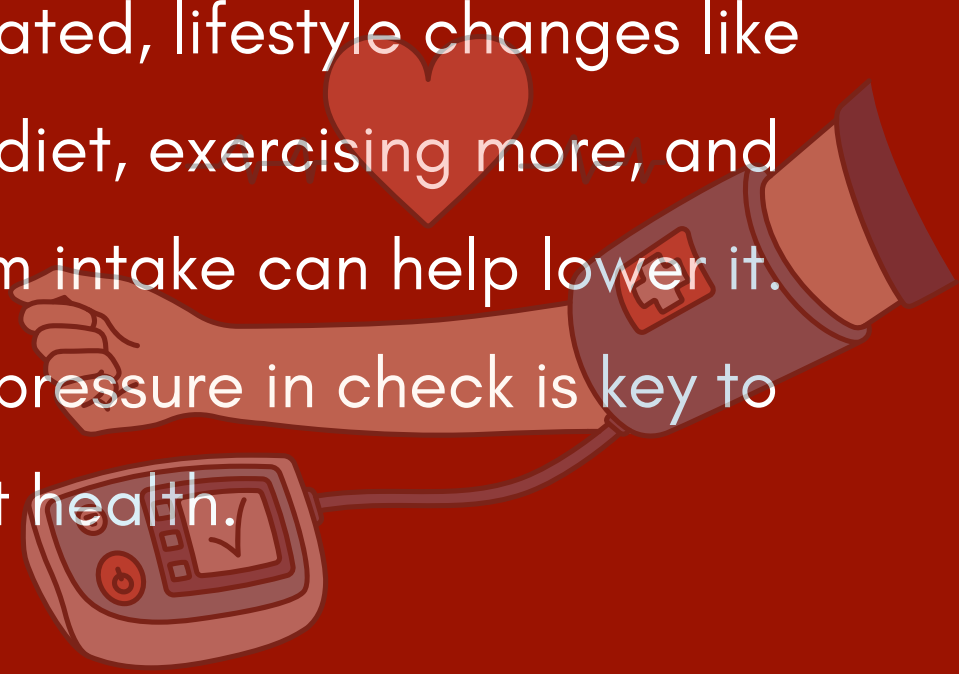 ated, lifestyle changes like
diet, exercising more, and
m intake can help lower it.
pressure in check is key to
t health.